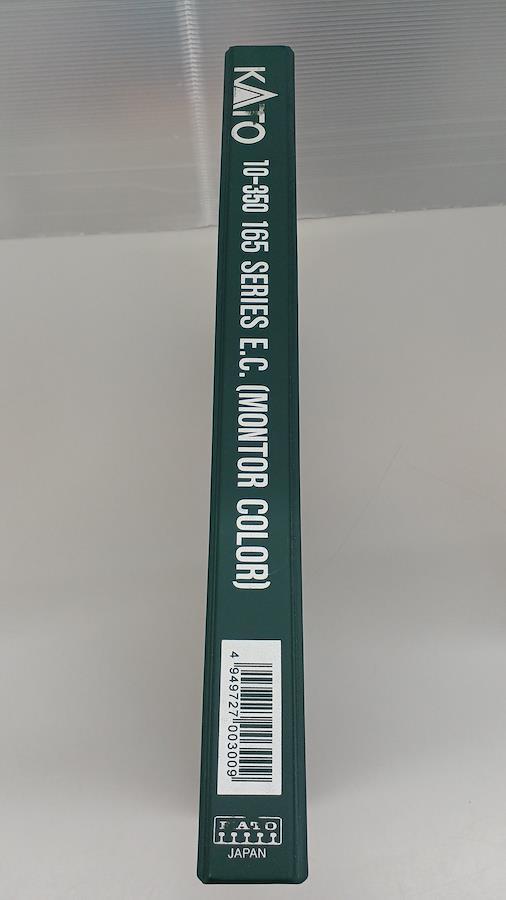 KATO 10-350 165 SERIES E.C. (MONTOR COLOR)
4 949727 003009
KATO
JAPAN